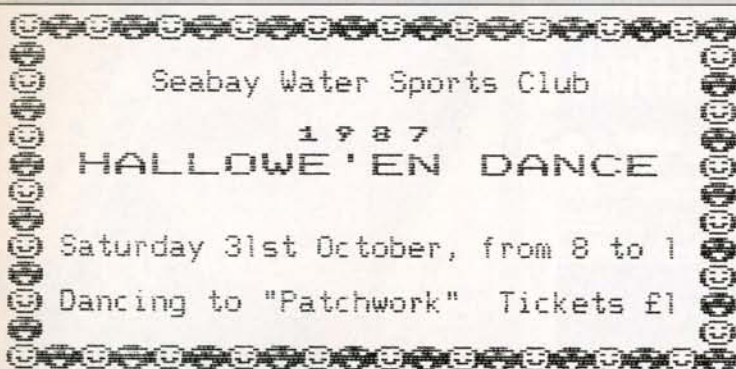 Seabay Water Sports Club
1987
HALLOWE'EN DANCE
Saturday 31st October, from 8 to 1
Dancing to "Patchwork" Tickets £1